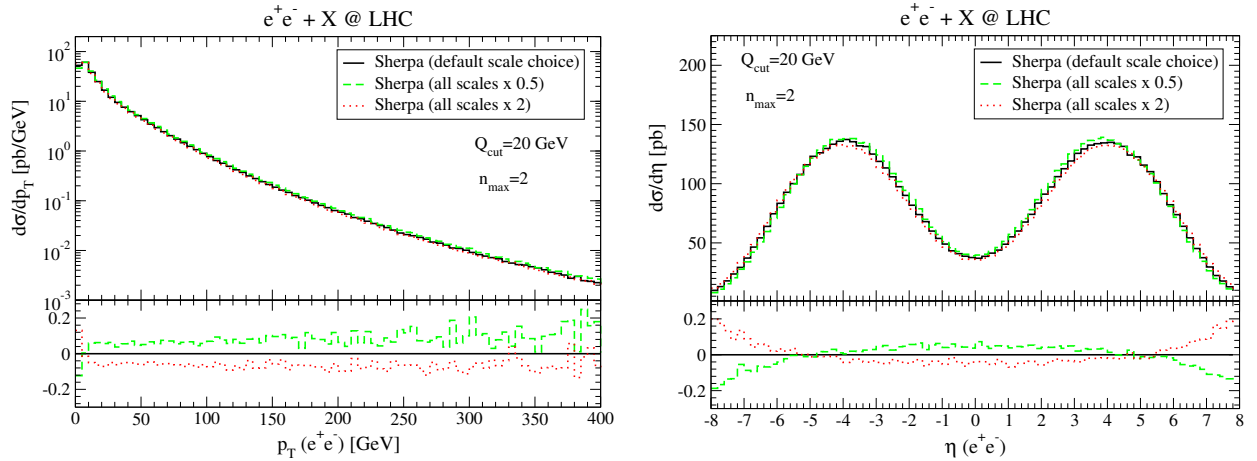 e⁺e⁻ + X @ LHC
10²
10¹
10⁰
10⁻¹
10⁻²
10⁻³
dσ/dp_T [pb/GeV]
Sherpa (default scale choice)
Sherpa (all scales x 0.5)
Sherpa (all scales x 2)
Q_cut=20 GeV
n_max=2
0.2
0
-0.2
0 50 100 150 200 250 300 350 400
p_T (e⁺e⁻) [GeV]
e⁺e⁻ + X @ LHC
200
150
100
50
dσ/dη [pb]
Q_cut=20 GeV
n_max=2
Sherpa (default scale choice)
Sherpa (all scales x 0.5)
Sherpa (all scales x 2)
0.2
0
-0.2
-8 -7 -6 -5 -4 -3 -2 -1 0 1 2 3 4 5 6 7 8
η (e⁺e⁻)